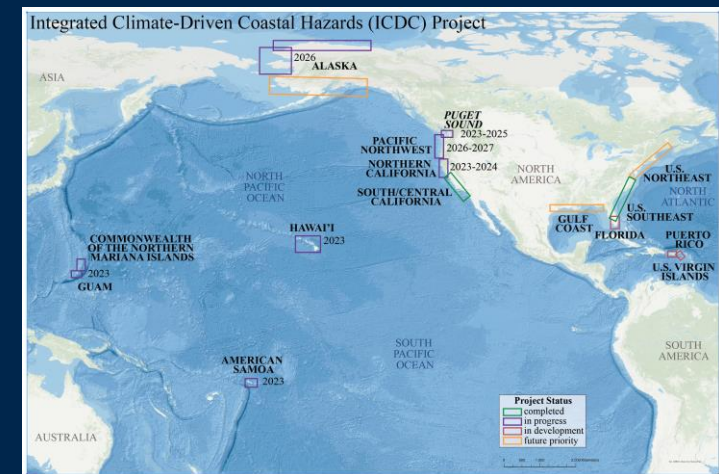 Integrated Climate-Driven Coastal Hazards (ICDC) Project
ASIA
2026
ALASKA
PUGET
SOUND
2023-2025
PACIFIC
NORTHWEST
2026-2027
NORTHERN
CALIFORNIA
2023-2024
SOUTH/CENTRAL
CALIFORNIA
NORTH
PACIFIC
OCEAN
NORTH
AMERICA
U.S.
NORTHEAST
NORTH
ATLANTIC
U.S.
SOUTHEAST
GULF
COAST
FLORIDA
PUERTO
RICO
U.S. VIRGIN
ISLANDS
HAWAI'I
2023
COMMONWEALTH
OF THE NORTHERN
MARIANA ISLANDS
2023
GUAM
AMERICAN
SAMOA
2023
SOUTH
PACIFIC
OCEAN
SOUTH
AMERICA
AUSTRALIA
Project Status
completed
in progress
in development
future priority